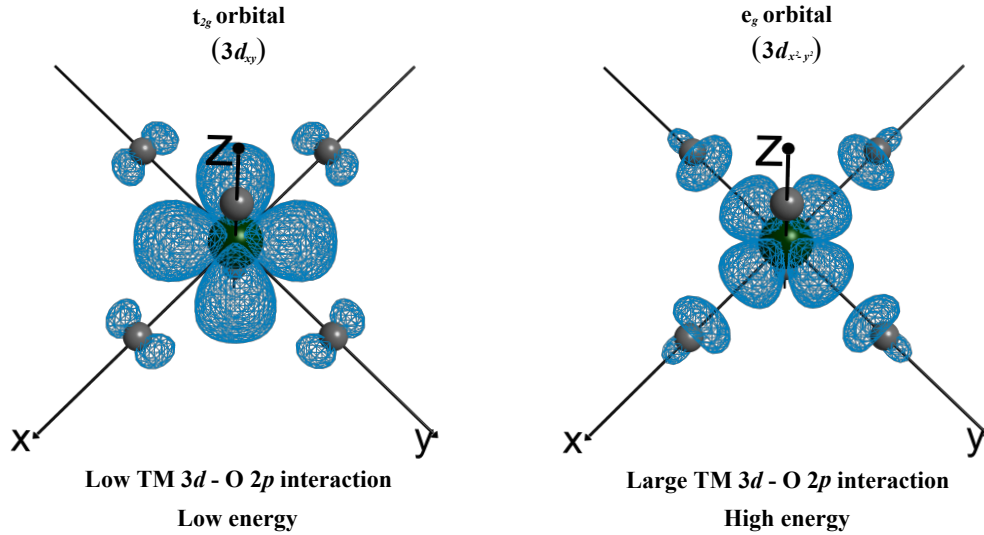 t2g orbital
(3dxy)
Z
x
y
Low TM 3d - O 2p interaction
Low energy
eg orbital
(3dx²-y²)
Z
x
y
Large TM 3d - O 2p interaction
High energy